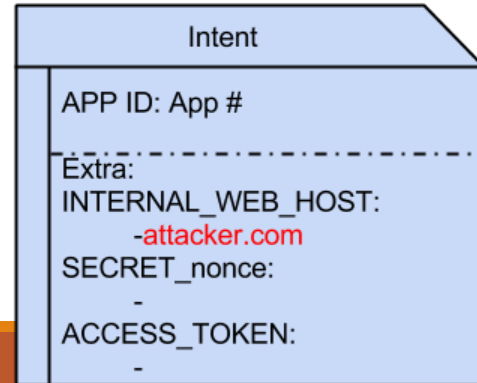 Intent
APP ID: App #
Extra:
INTERNAL_WEB_HOST:
-attacker.com
SECRET_nonce:
-
ACCESS_TOKEN:
-